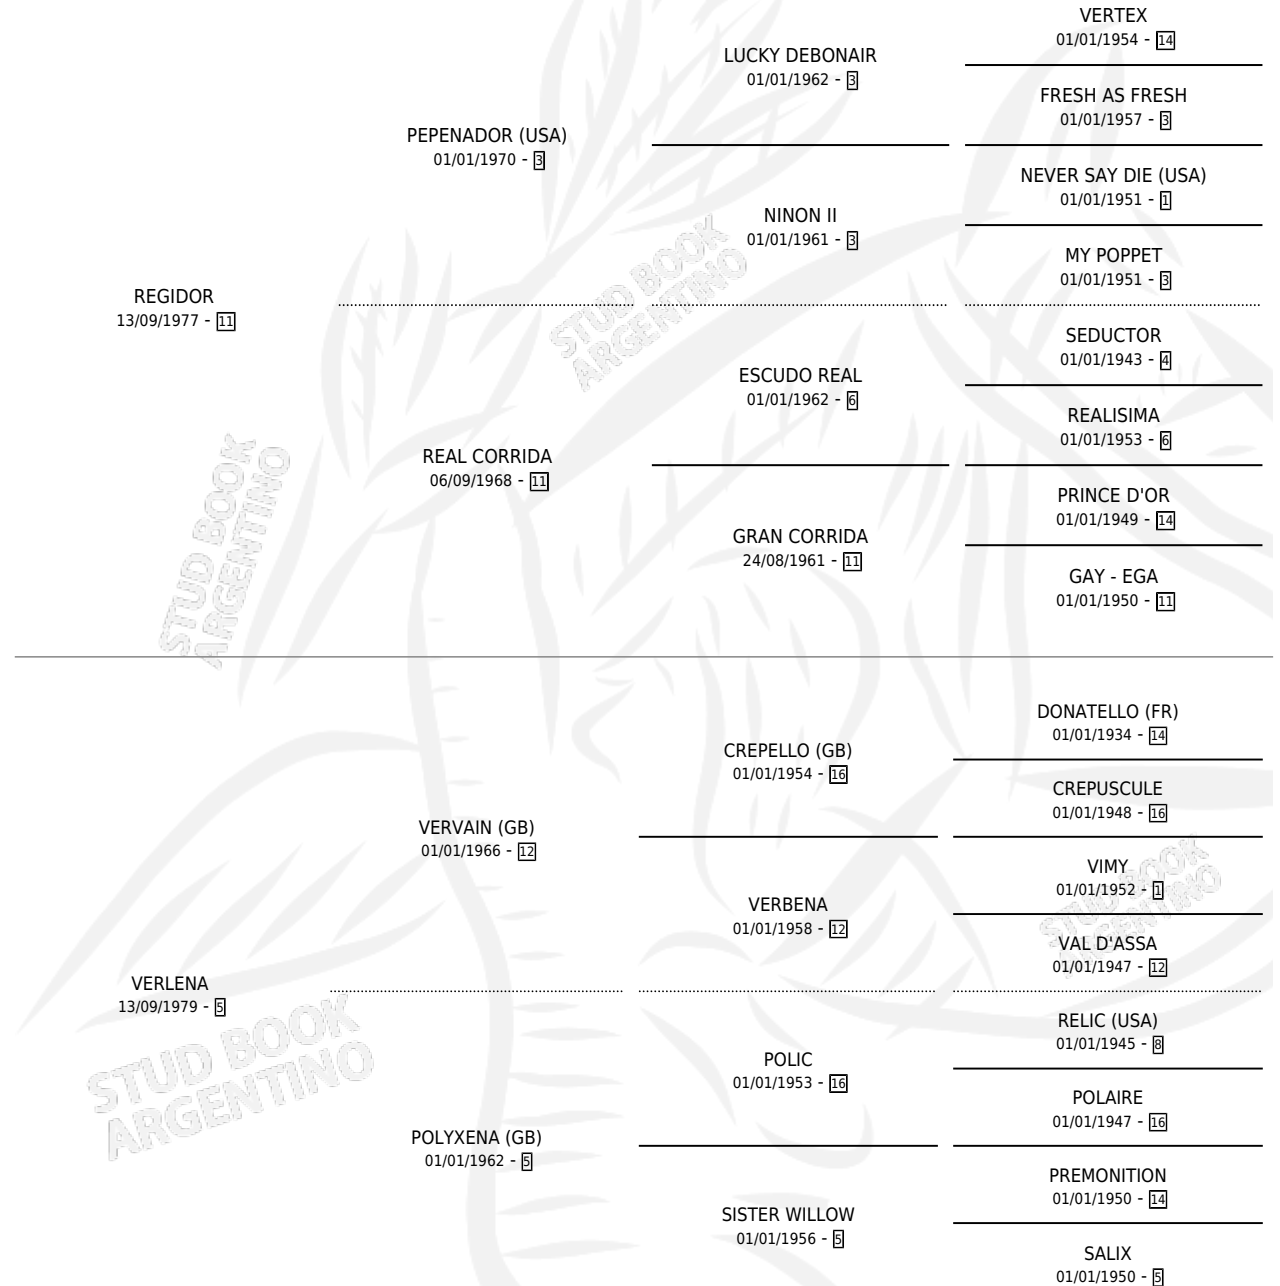 VERTEX
01/01/1954 - 14
LUCKY DEBONAIR
01/01/1962 - 3
FRESH AS FRESH
01/01/1957 - 3
PEPENADOR (USA)
01/01/1970 - 3
NEVER SAY DIE (USA)
01/01/1951 - 1
NINON II
01/01/1961 - 3
MY POPPET
01/01/1951 - 3
REGIDOR
13/09/1977 - 11
SEDUCTOR
01/01/1943 - 4
ESCUDO REAL
01/01/1962 - 6
REALISIMA
01/01/1953 - 6
REAL CORRIDA
06/09/1968 - 11
PRINCE D'OR
01/01/1949 - 14
GRAN CORRIDA
24/08/1961 - 11
GAY - EGA
01/01/1950 - 11
DONATELLO (FR)
01/01/1934 - 14
CREPELLO (GB)
01/01/1954 - 16
CREPUSCULE
01/01/1948 - 16
VERVAIN (GB)
01/01/1966 - 12
VIMY
01/01/1952 - 1
VERBENA
01/01/1958 - 12
VAL D'ASSA
01/01/1947 - 12
VERLENA
13/09/1979 - 5
RELIC (USA)
01/01/1945 - 8
POLIC
01/01/1953 - 16
POLAIRE
01/01/1947 - 16
POLYXENA (GB)
01/01/1962 - 5
PREMONITION
01/01/1950 - 14
SISTER WILLOW
01/01/1956 - 5
SALIX
01/01/1950 - 5
STUD BOOK
ARGENTINO
STUD BOOK
ARGENTINO
STUD BOOK
ARGENTINO
STUD BOOK
ARGENTINO